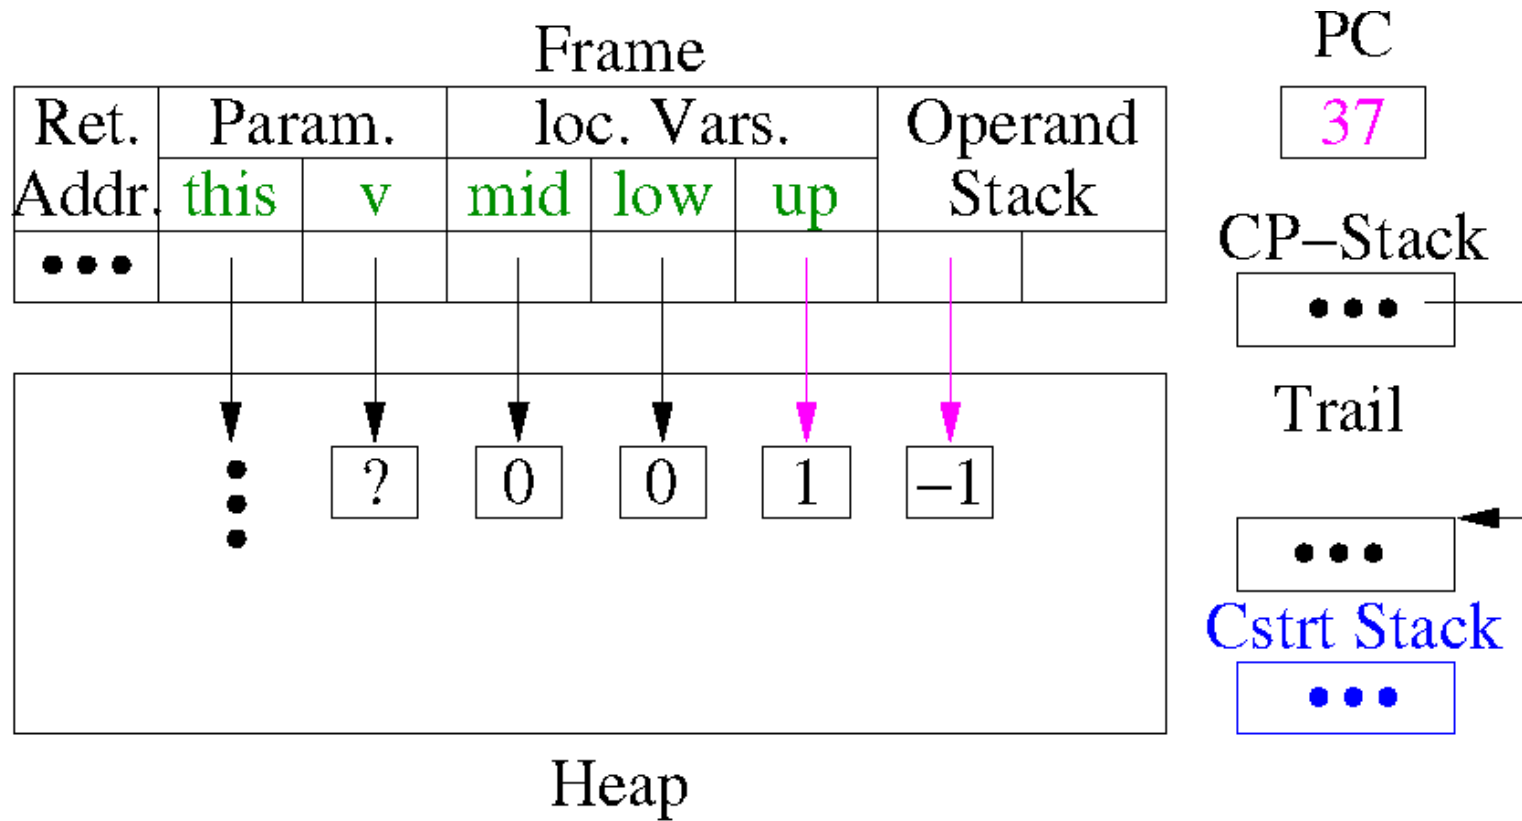 Frame
Ret. Addr.
Param.
loc. Vars.
Operand Stack
this
v
mid
low
up
•••
?
0
0
1
–1
Heap
PC
37
CP–Stack
•••
Trail
•••
Cstrt Stack
•••